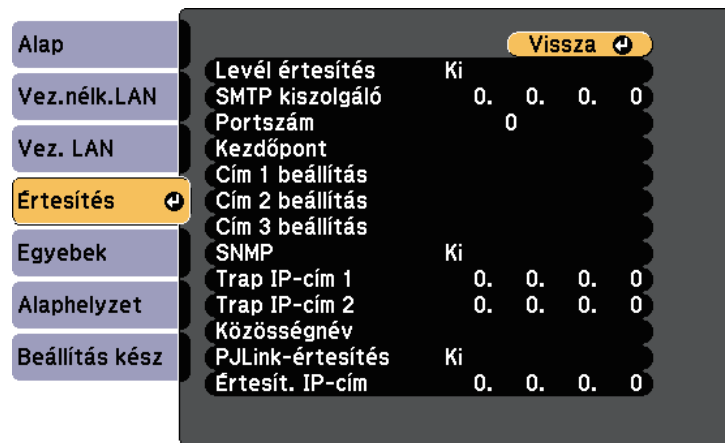 Alap
Vez.nélk.LAN
Vez. LAN
Értesítés
Egyebek
Alaphelyzet
Beállítás kész
Vissza
Levél értesítés Ki
SMTP kiszolgáló 0. 0. 0. 0
Portszám 0
Kezdőpont
Cím 1 beállítás
Cím 2 beállítás
Cím 3 beállítás
SNMP Ki
Trap IP-cím 1 0. 0. 0. 0
Trap IP-cím 2 0. 0. 0. 0
Közösségnév
PJLink-értesítés Ki
Értesít. IP-cím 0. 0. 0. 0